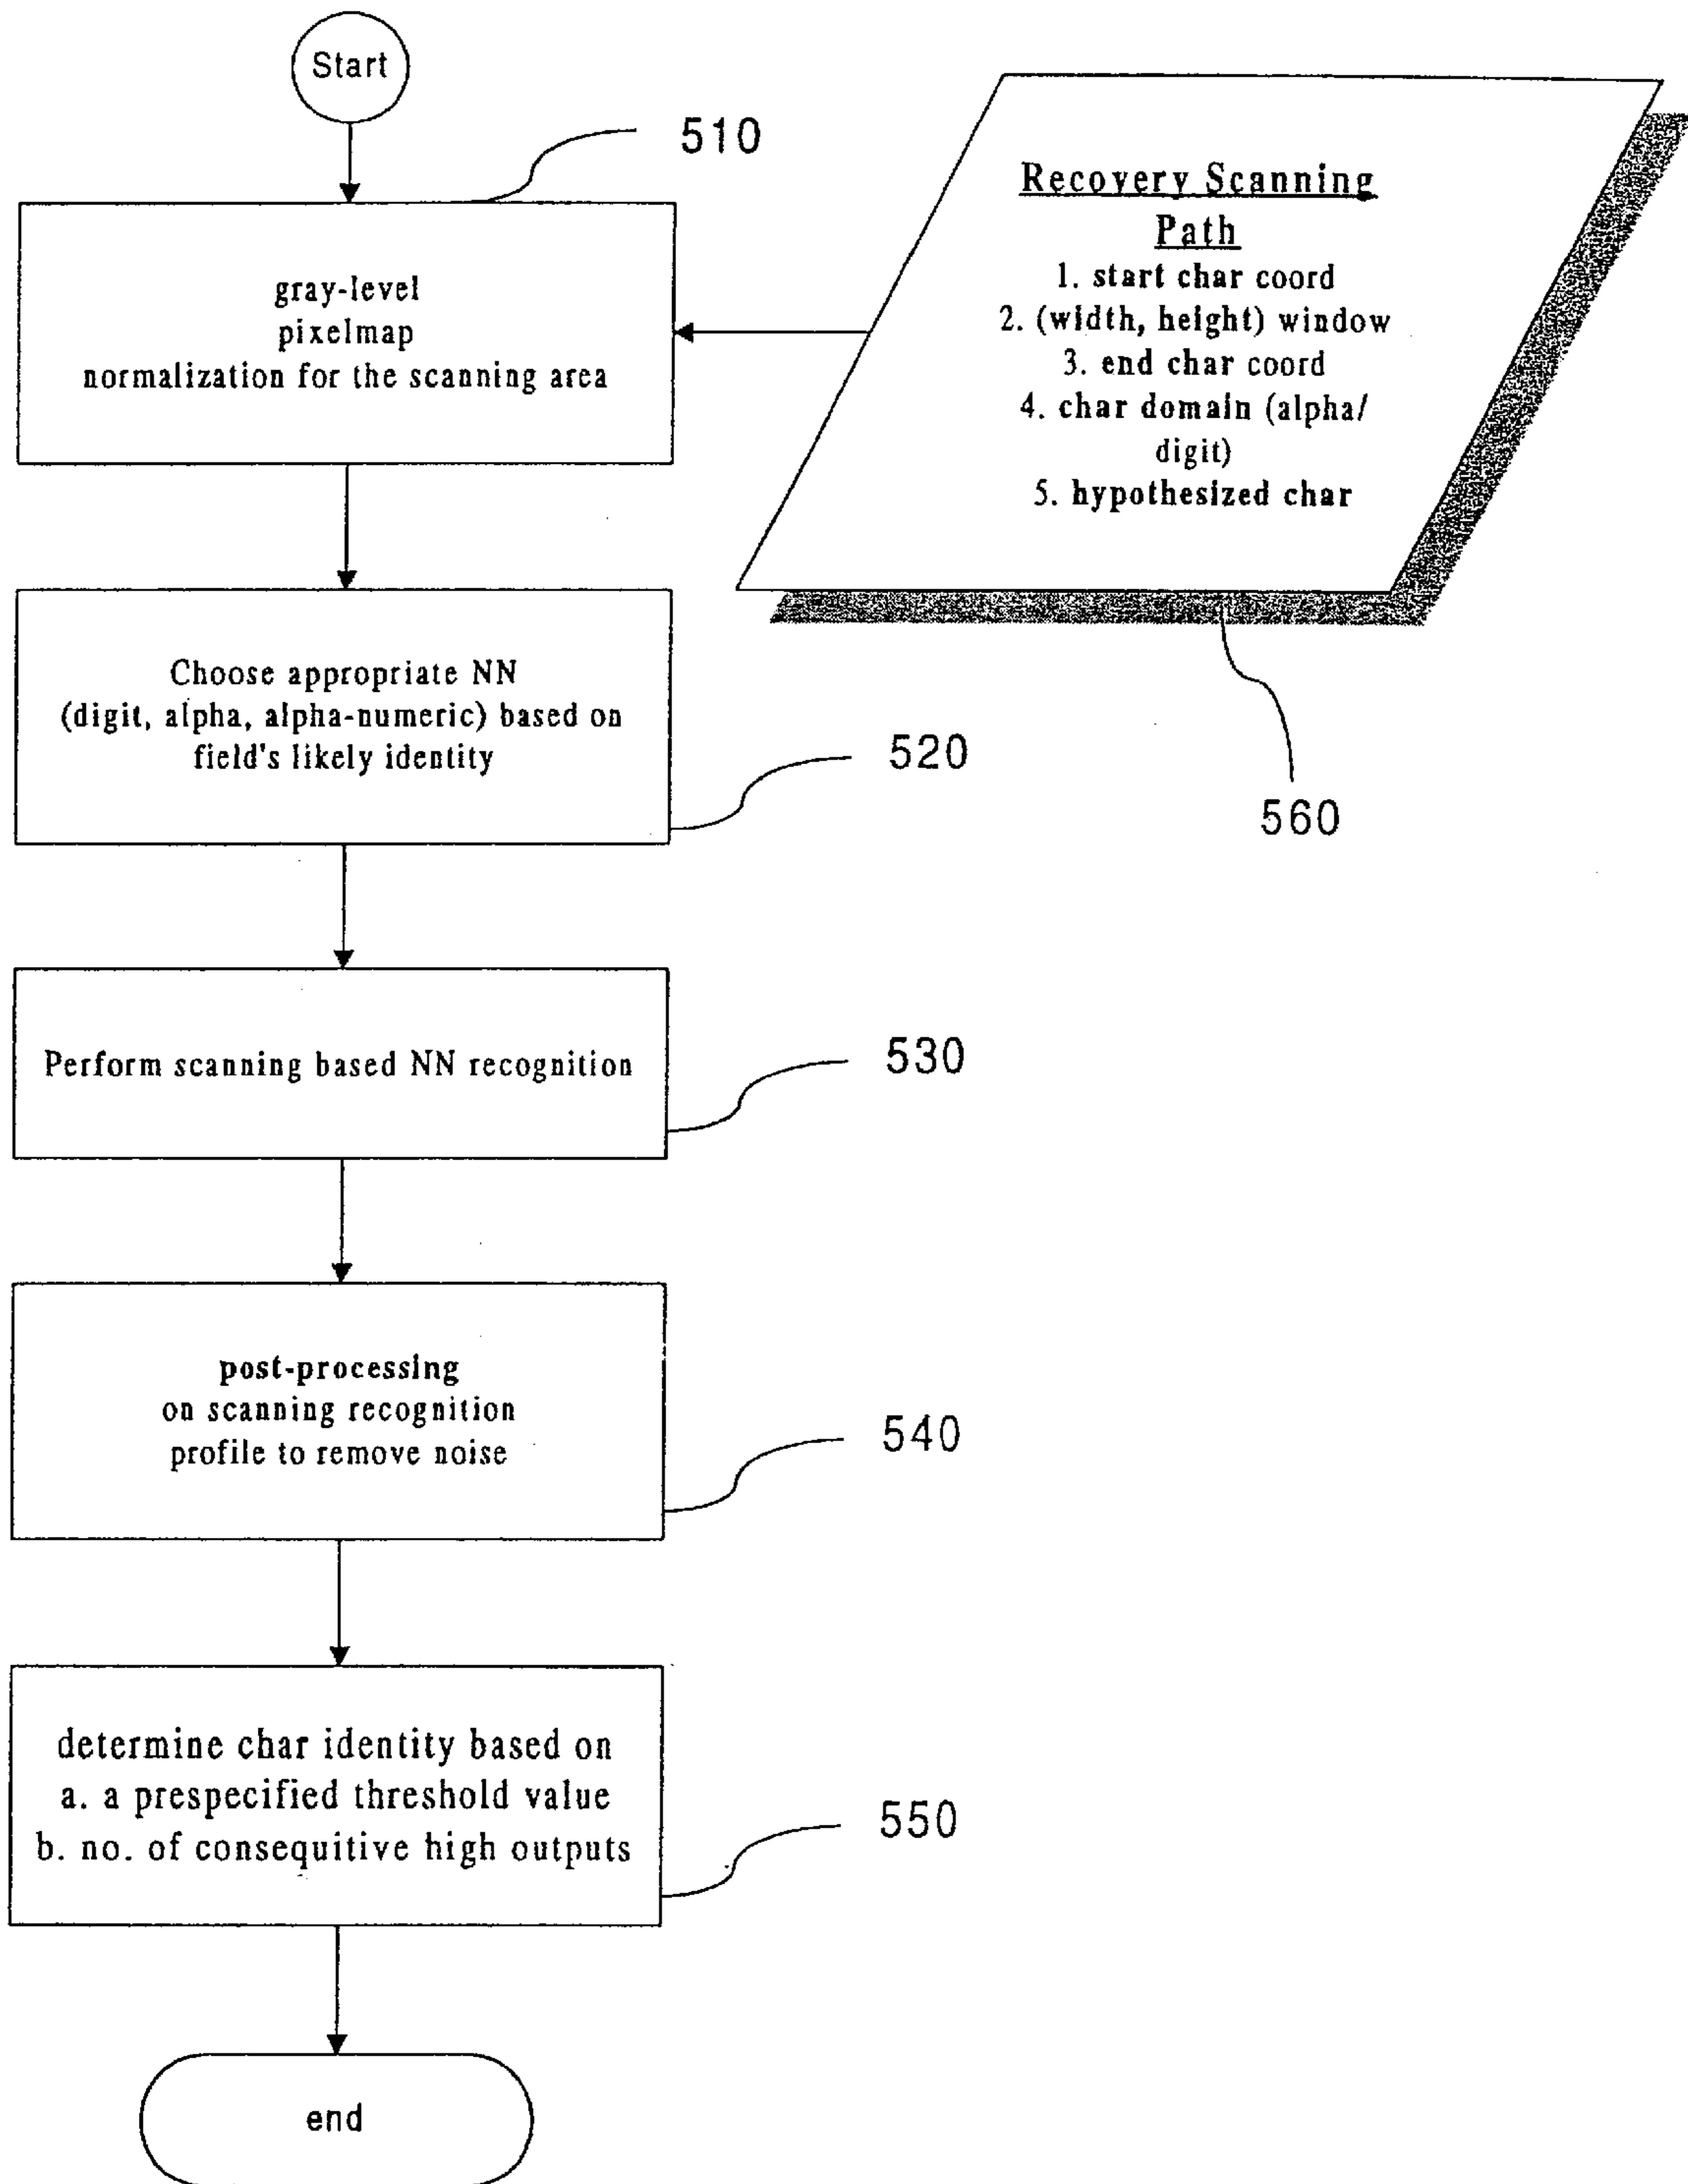 Start
510
gray-level
pixelmap
normalization for the scanning area
Recovery Scanning
Path
1. start char coord
2. (width, height) window
3. end char coord
4. char domain (alpha/
digit)
5. hypothesized char
560
Choose appropriate NN
(digit, alpha, alpha-numeric) based on
field's likely identity
520
Perform scanning based NN recognition
530
post-processing
on scanning recognition
profile to remove noise
540
determine char identity based on
a. a prespecified threshold value
b. no. of consequitive high outputs
550
end